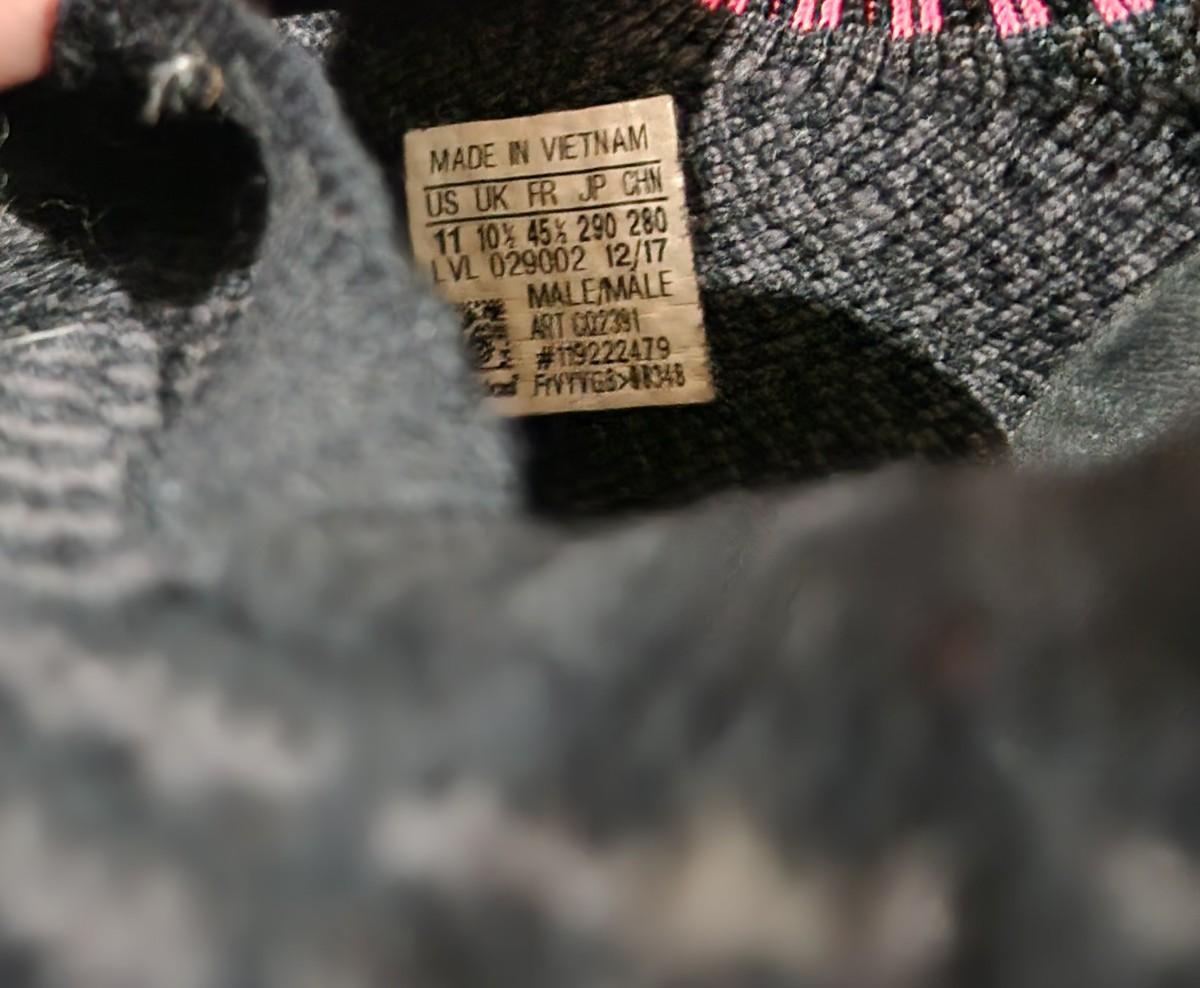 MADE IN VIETNAM
US UK FR JP CHN
11 10½ 45⅓ 290 280
LVL 029002 12/17
MALE/MALE
ART CQ2391
#119222479